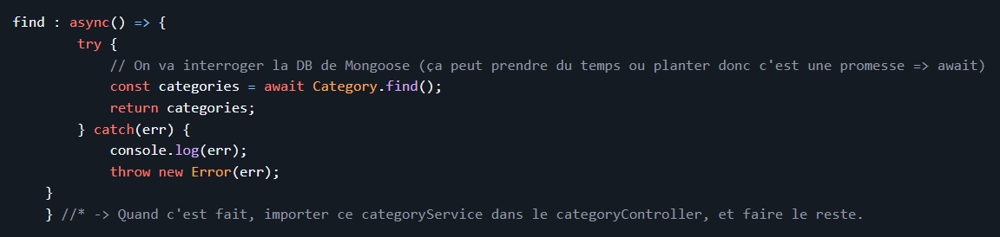 find : async() => {
try {
// On va interroger la DB de Mongoose (ça peut prendre du temps ou planter donc c'est une promesse => await)
const categories = await Category.find();
return categories;
} catch(err) {
console.log(err);
throw new Error(err);
}
} //* -> Quand c'est fait, importer ce categoryService dans le categoryController, et faire le reste.